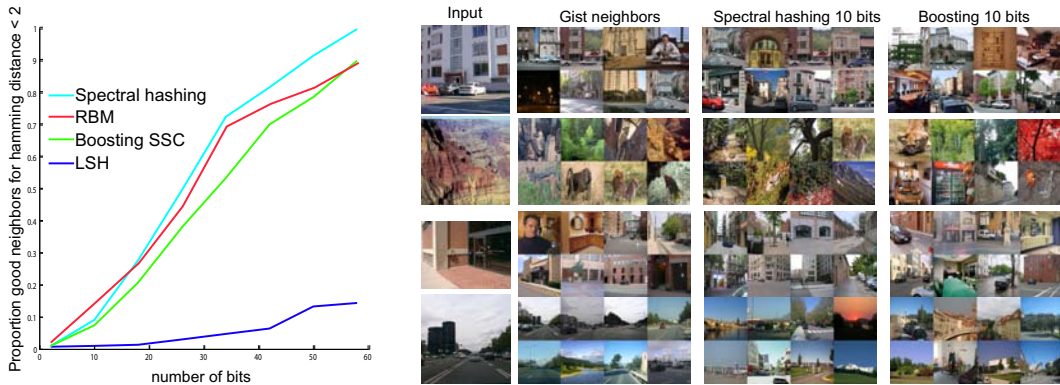 Proportion good neighbors for hamming distance < 2
1
.9
.8
0.7
0.6
0.5
0.4
0.3
0.2
0.1
0
0 10 20 30 40 50 60
number of bits
Spectral hashing
RBM
Boosting SSC
LSH
Input Gist neighbors Spectral hashing 10 bits Boosting 10 bits